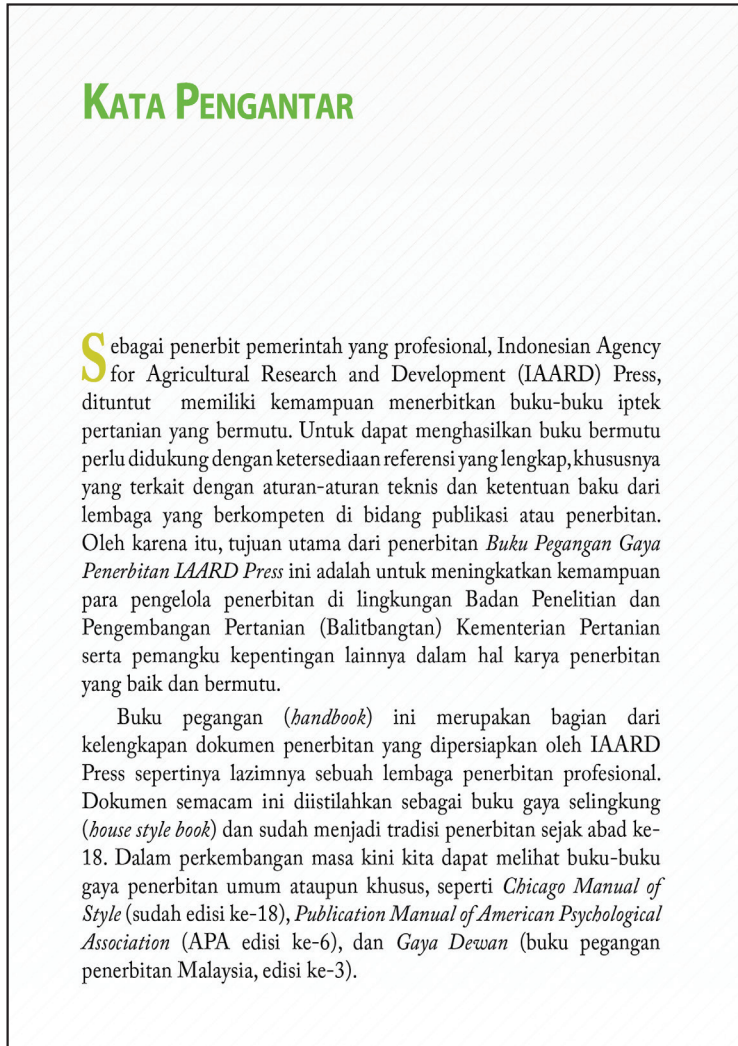 KATA PENGANTAR
Sebagai penerbit pemerintah yang profesional, Indonesian Agency
for Agricultural Research and Development (IAARD) Press,
dituntut memiliki kemampuan menerbitkan buku-buku iptek
pertanian yang bermutu. Untuk dapat menghasilkan buku bermutu
perlu didukung dengan ketersediaan referensi yang lengkap, khususnya
yang terkait dengan aturan-aturan teknis dan ketentuan baku dari
lembaga yang berkompeten di bidang publikasi atau penerbitan.
Oleh karena itu, tujuan utama dari penerbitan Buku Pegangan Gaya
Penerbitan IAARD Press ini adalah untuk meningkatkan kemampuan
para pengelola penerbitan di lingkungan Badan Penelitian dan
Pengembangan Pertanian (Balitbangtan) Kementerian Pertanian
serta pemangku kepentingan lainnya dalam hal karya penerbitan
yang baik dan bermutu.
Buku pegangan (handbook) ini merupakan bagian dari
kelengkapan dokumen penerbitan yang dipersiapkan oleh IAARD
Press sepertinya lazimnya sebuah lembaga penerbitan profesional.
Dokumen semacam ini diistilahkan sebagai buku gaya selingkung
(house style book) dan sudah menjadi tradisi penerbitan sejak abad ke-
18. Dalam perkembangan masa kini kita dapat melihat buku-buku
gaya penerbitan umum ataupun khusus, seperti Chicago Manual of
Style (sudah edisi ke-18), Publication Manual of American Psychological
Association (APA edisi ke-6), dan Gaya Dewan (buku pegangan
penerbitan Malaysia, edisi ke-3).